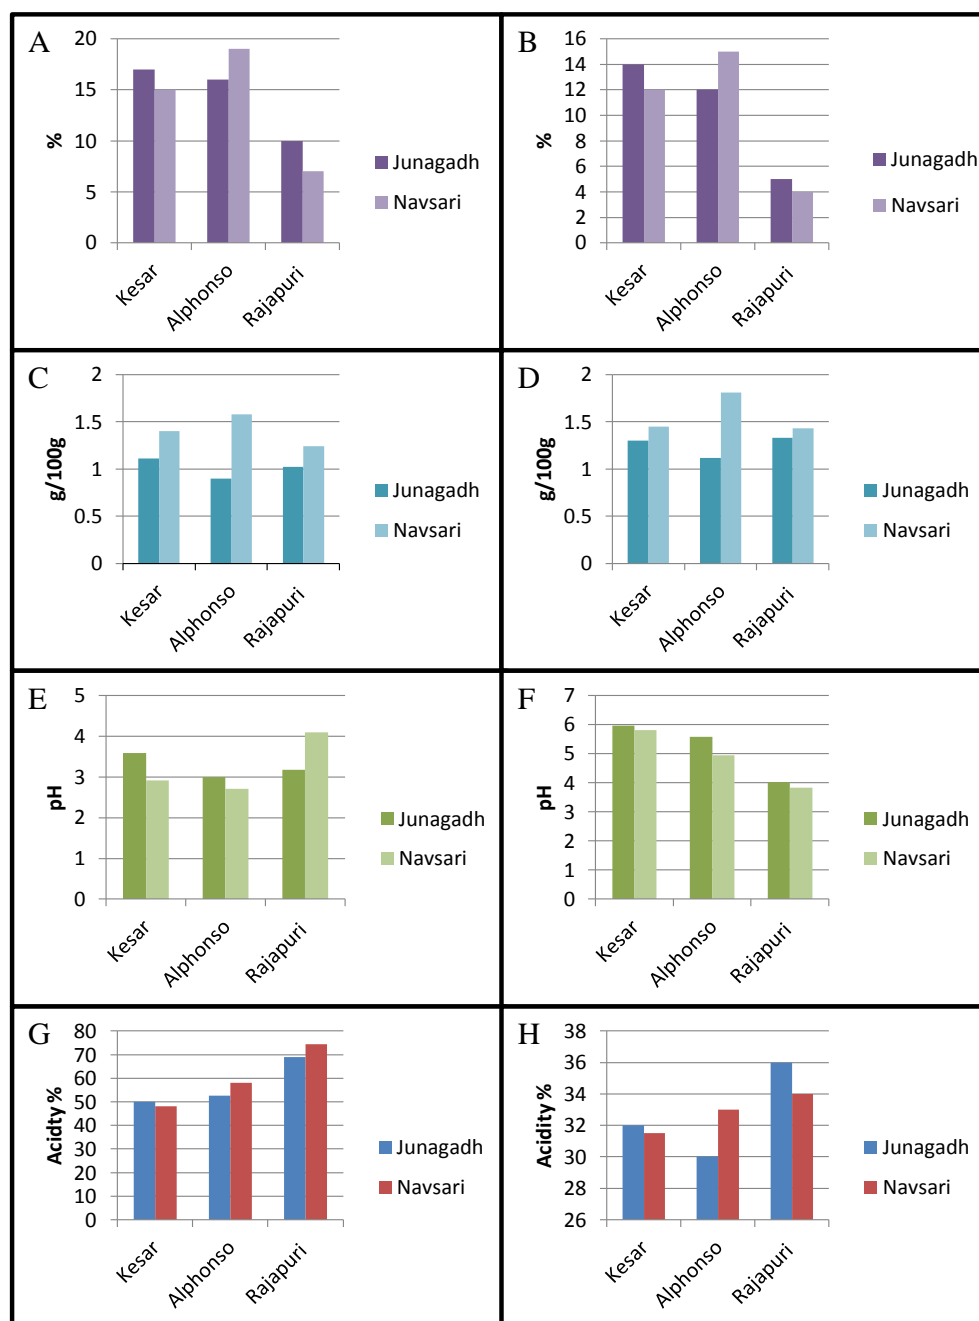 A
20
15
10
5
0
%
Kesar
Alphonso
Rajapuri
Junagadh
Navsari
B
16
14
12
10
8
6
4
2
0
%
Kesar
Alphonso
Rajapuri
Junagadh
Navsari
C
2
1.5
1
0.5
0
g/100g
Kesar
Alphonso
Rajapuri
Junagadh
Navsari
D
2
1.5
1
0.5
0
g/100g
Kesar
Alphonso
Rajapuri
Junagadh
Navsari
E
5
4
3
2
1
0
pH
Kesar
Alphonso
Rajapuri
Junagadh
Navsari
F
7
6
5
4
3
2
1
0
pH
Kesar
Alphonso
Rajapuri
Junagadh
Navsari
G
80
70
60
50
40
30
20
10
0
Acidty %
Kesar
Alphonso
Rajapuri
Junagadh
Navsari
H
38
36
34
32
30
28
26
Acidity %
Kesar
Alphonso
Rajapuri
Junagadh
Navsari